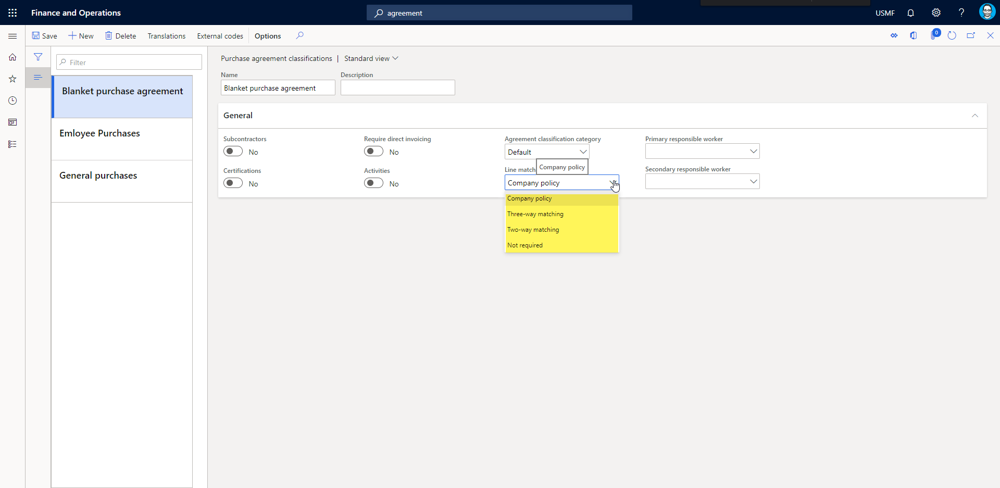 Finance and Operations
agreement
USMF
Save
New
Delete
Translations
External codes
Options
0
Filter
Blanket purchase agreement
Emloyee Purchases
General purchases
Purchase agreement classifications | Standard view
Name
Description
Blanket purchase agreement
General
Subcontractors
No
Require direct invoicing
No
Agreement classification category
Default
Primary responsible worker
Certifications
No
Activities
No
Line match
Company policy
Company policy
Secondary responsible worker
Company policy
Three-way matching
Two-way matching
Not required